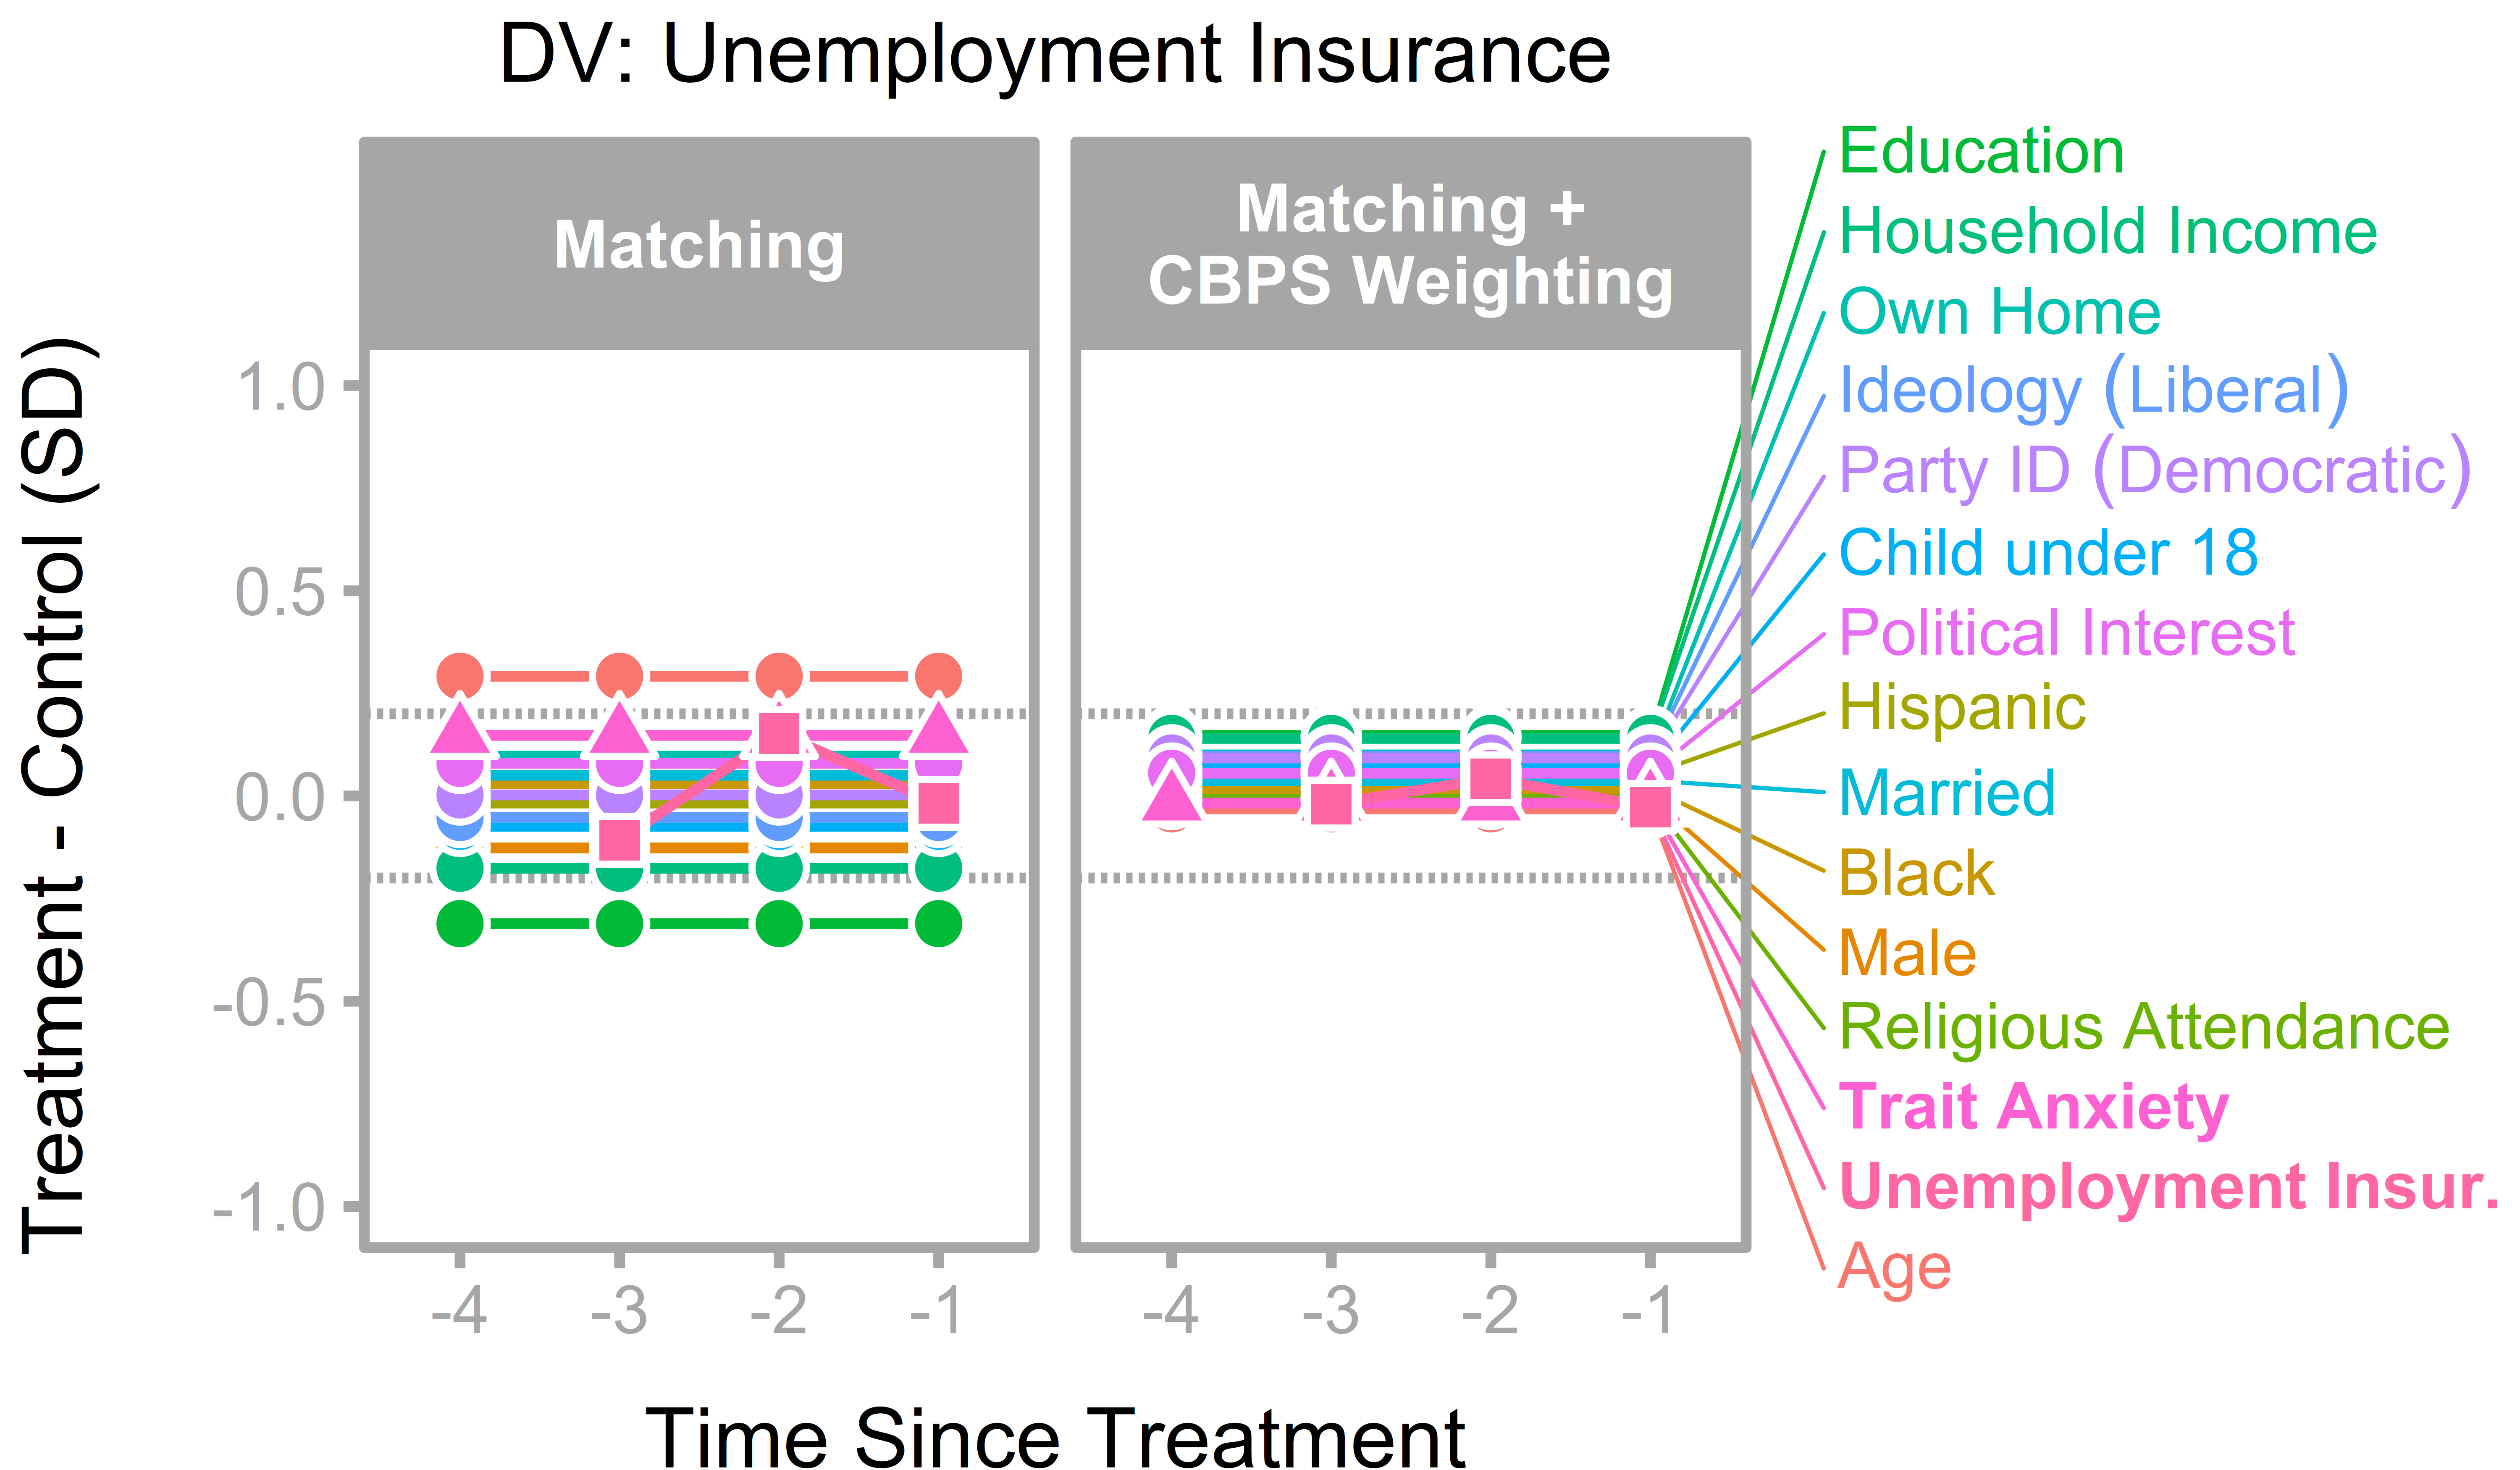 DV: Unemployment Insurance
Matching
Matching +
CBPS Weighting
Treatment - Control (SD)
1.0
0.5
0.0
-0.5
-1.0
-4
-3
-2
-1
-4
-3
-2
-1
Time Since Treatment
Education
Household Income
Own Home
Ideology (Liberal)
Party ID (Democratic)
Child under 18
Political Interest
Hispanic
Married
Black
Male
Religious Attendance
Trait Anxiety
Unemployment Insur.
Age